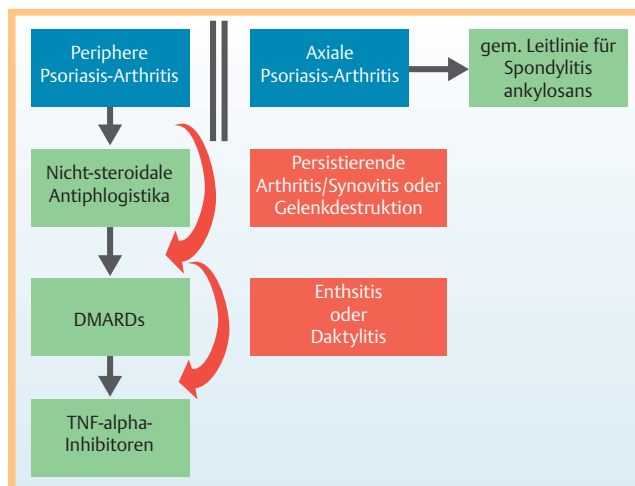 Periphere
Psoriasis-Arthritis
Axiale
Psoriasis-Arthritis
gem. Leitlinie für
Spondylitis
ankylosans
Nicht-steroidale
Antiphlogistika
Persistierende
Arthritis/Synovitis oder
Gelenkdestruktion
DMARDs
Enthsitis
oder
Daktylitis
TNF-alpha-
Inhibitoren